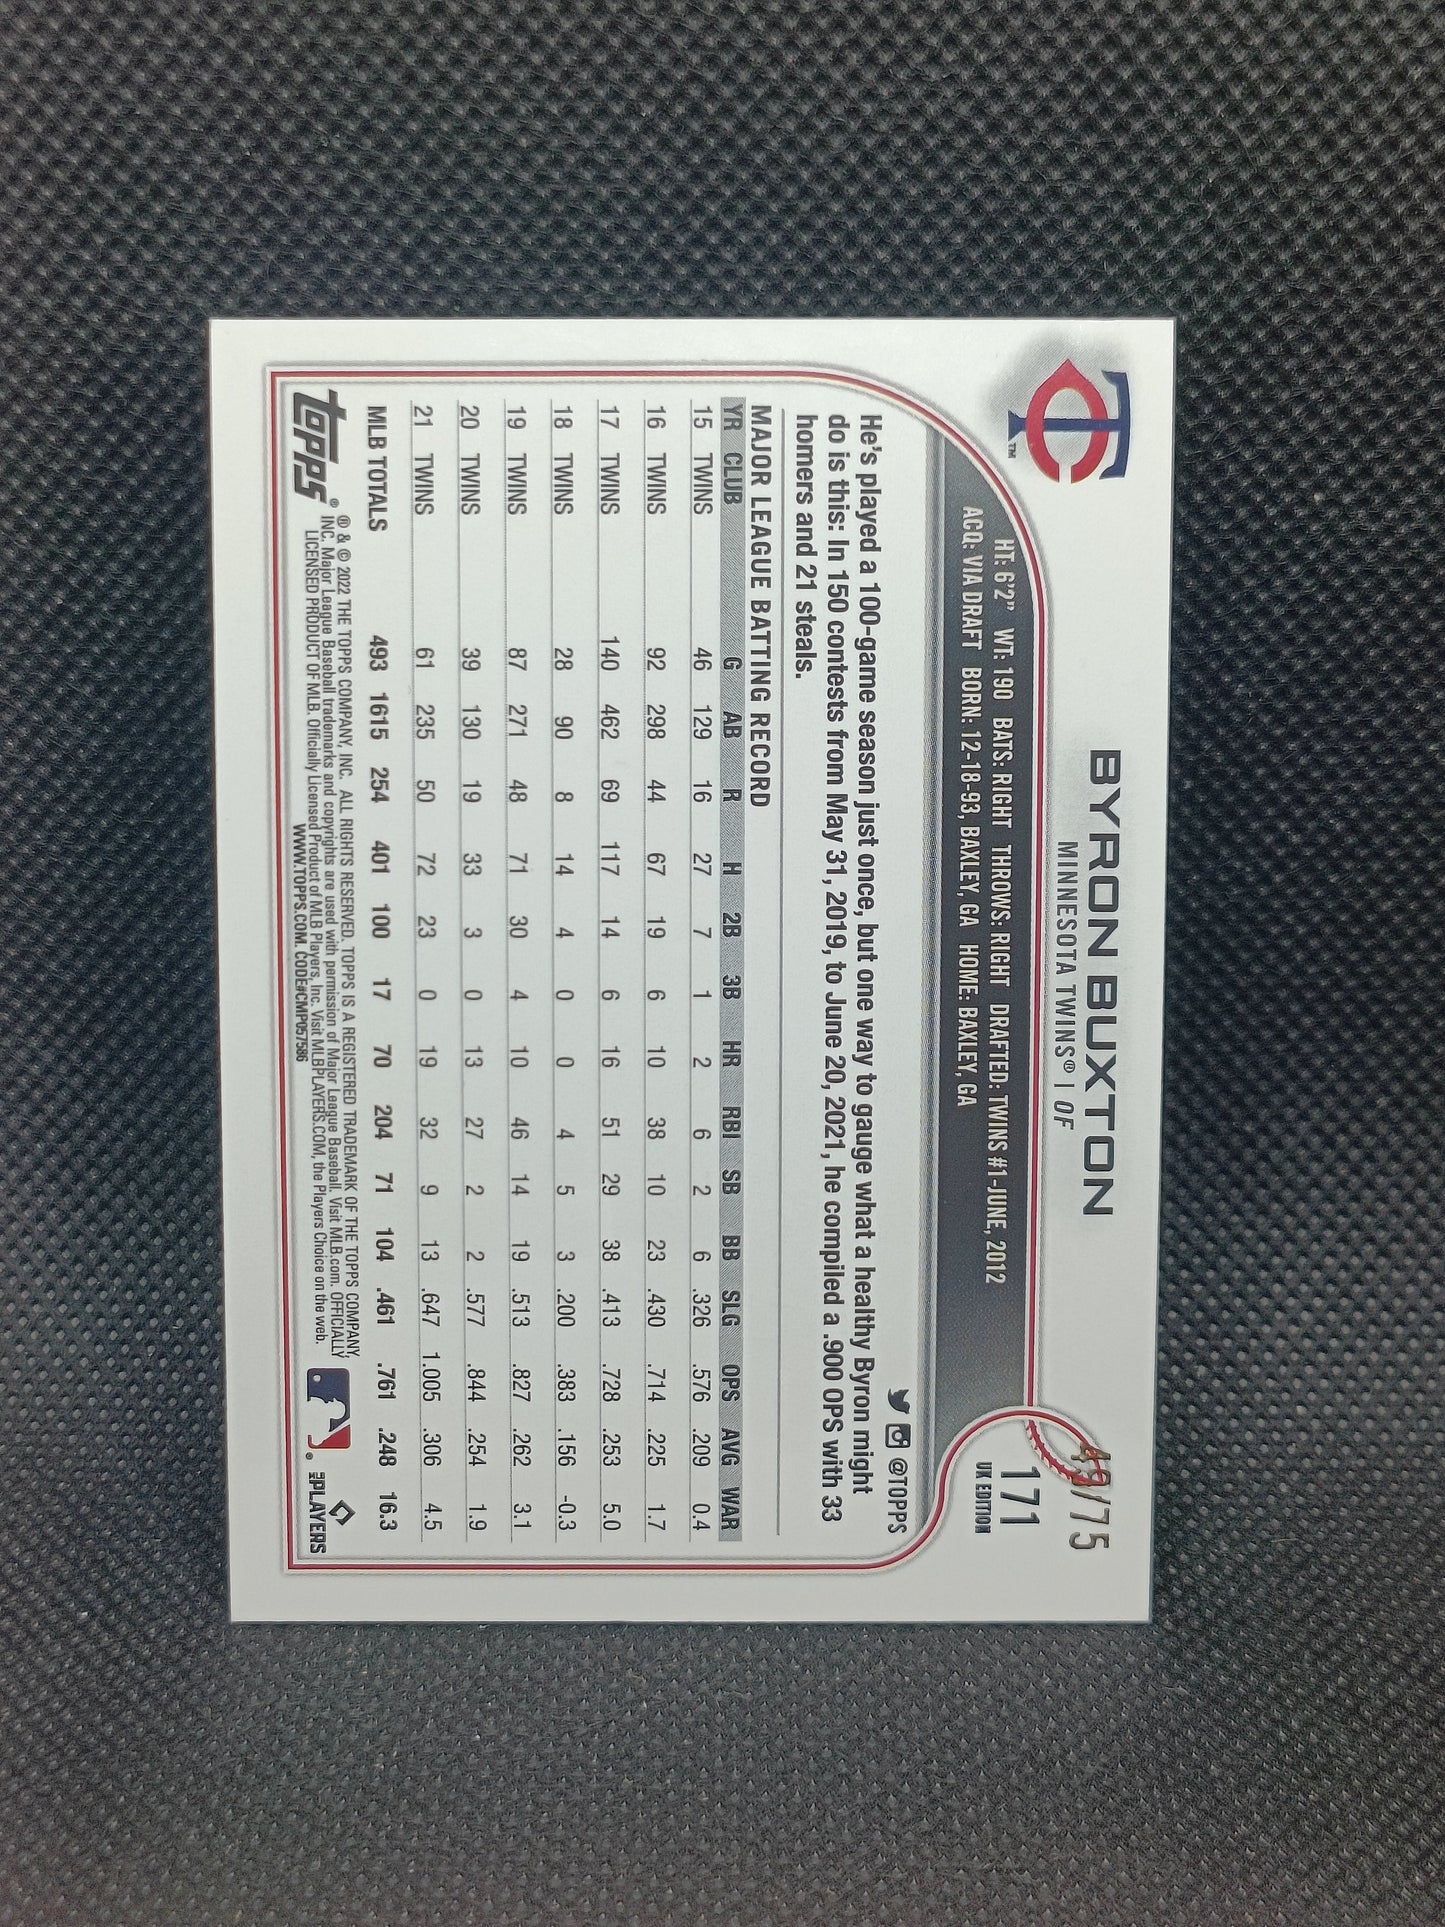 BYRON BUXTON
MINNESOTA TWINS® | OF
/75
171
UK EDITION
TC
™
HT: 6'2" WT: 190 BATS: RIGHT THROWS: RIGHT DRAFTED: TWINS #1-JUNE, 2012
ACQ: VIA DRAFT BORN: 12-18-93, BAXLEY, GA HOME: BAXLEY, GA
@TOPPS
He's played a 100-game season just once, but one way to gauge what a healthy Byron might
do is this: In 150 contests from May 31, 2019, to June 20, 2021, he compiled a .900 OPS with 33
homers and 21 steals.
MAJOR LEAGUE BATTING RECORD
YR CLUB G AB R H 2B 3B HR RBI SB BB SLG OPS AVG WAR
15 TWINS 46 129 16 27 7 1 2 6 2 6 .326 .576 .209 0.4
16 TWINS 92 298 44 67 19 6 10 38 10 23 .430 .714 .225 1.7
17 TWINS 140 462 69 117 14 6 16 51 29 38 .413 .728 .253 5.0
18 TWINS 28 90 8 14 4 0 0 4 5 3 .200 .383 .156 -0.3
19 TWINS 87 271 48 71 30 4 10 46 14 19 .513 .827 .262 3.1
20 TWINS 39 130 19 33 3 0 13 27 2 2 .577 .844 .254 1.9
21 TWINS 61 235 50 72 23 0 19 32 9 13 .647 1.005 .306 4.5
MLB TOTALS 493 1615 254 401 100 17 70 204 71 104 .461 .761 .248 16.3
topps®
® & © 2022 THE TOPPS COMPANY, INC. ALL RIGHTS RESERVED. TOPPS IS A REGISTERED TRADEMARK OF THE TOPPS COMPANY,
INC. Major League Baseball trademarks and copyrights are used with permission of Major League Baseball. Visit MLB.com. OFFICIALLY
LICENSED PRODUCT OF MLB. Officially Licensed Product of MLB Players, Inc. Visit MLBPLAYERS.COM, the Players Choice on the web.
WWW.TOPPS.COM. CODE#CMP057586
MLB PLAYERS